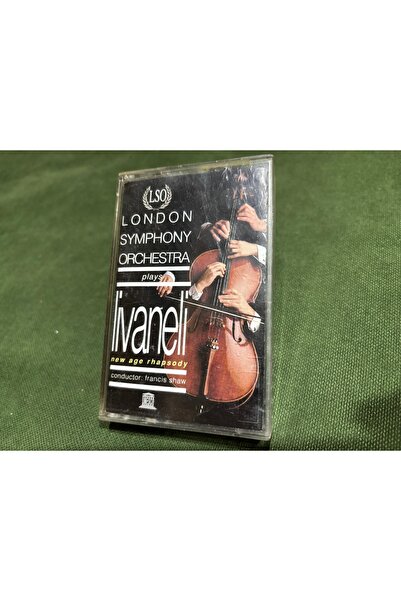 LSO
LONDON
SYMPHONY
ORCHESTRA
plays
livaneli
new age rhapsody
conductor: francis shaw